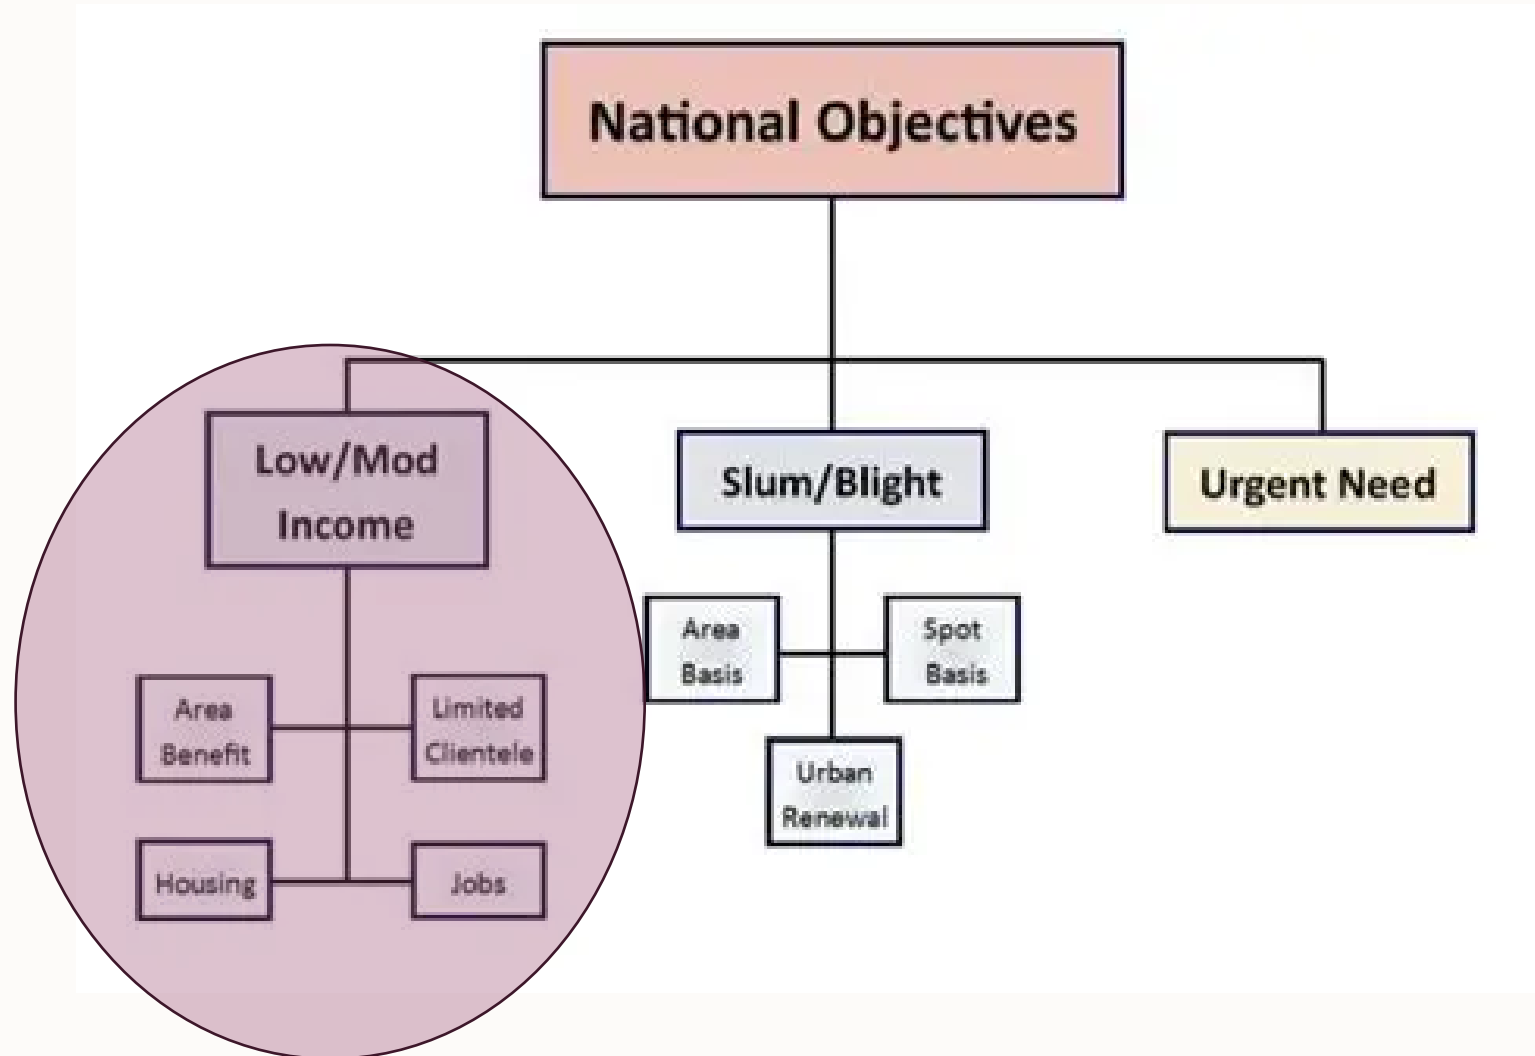 National Objectives
Low/Mod
Income
Slum/Blight
Urgent Need
Area
Benefit
Limited
Clientele
Housing
Jobs
Area
Basis
Spot
Basis
Urban
Renewal